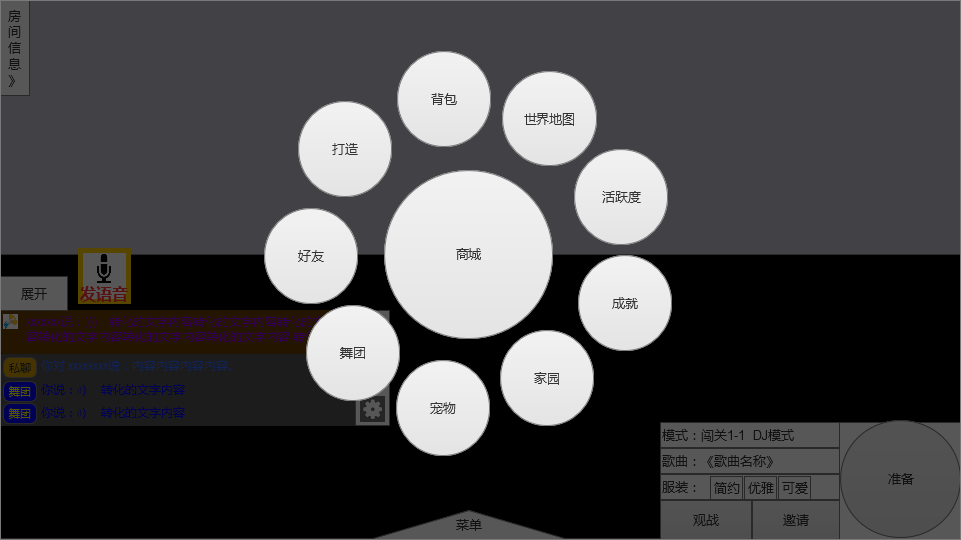 房间信息》
背包
世界地图
打造
活跃度
好友
商城
成就
舞团
家园
宠物
发语音
展开
私聊
舞团 你说：:) 转化的文字内容
舞团 你说：:) 转化的文字内容
模式：闯关1-1 DJ模式
歌曲：《歌曲名称》
服装： 简约 优雅 可爱
准备
观战 邀请
菜单